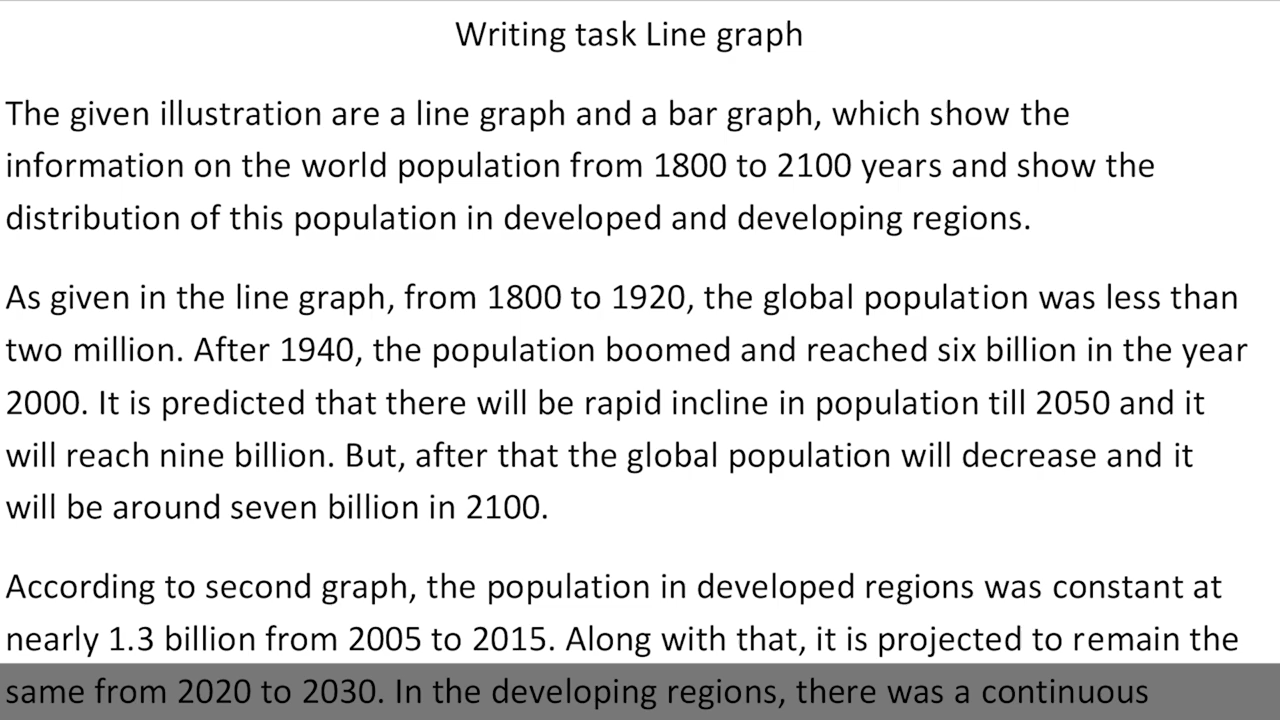 Writing task Line graph
The given illustration are a line graph and a bar graph, which show the
information on the world population from 1800 to 2100 years and show the
distribution of this population in developed and developing regions.
As given in the line graph, from 1800 to 1920, the global population was less than
two million. After 1940, the population boomed and reached six billion in the year
2000. It is predicted that there will be rapid incline in population till 2050 and it
will reach nine billion. But, after that the global population will decrease and it
will be around seven billion in 2100.
According to second graph, the population in developed regions was constant at
nearly 1.3 billion from 2005 to 2015. Along with that, it is projected to remain the
same from 2020 to 2030. In the developing regions, there was a continuous